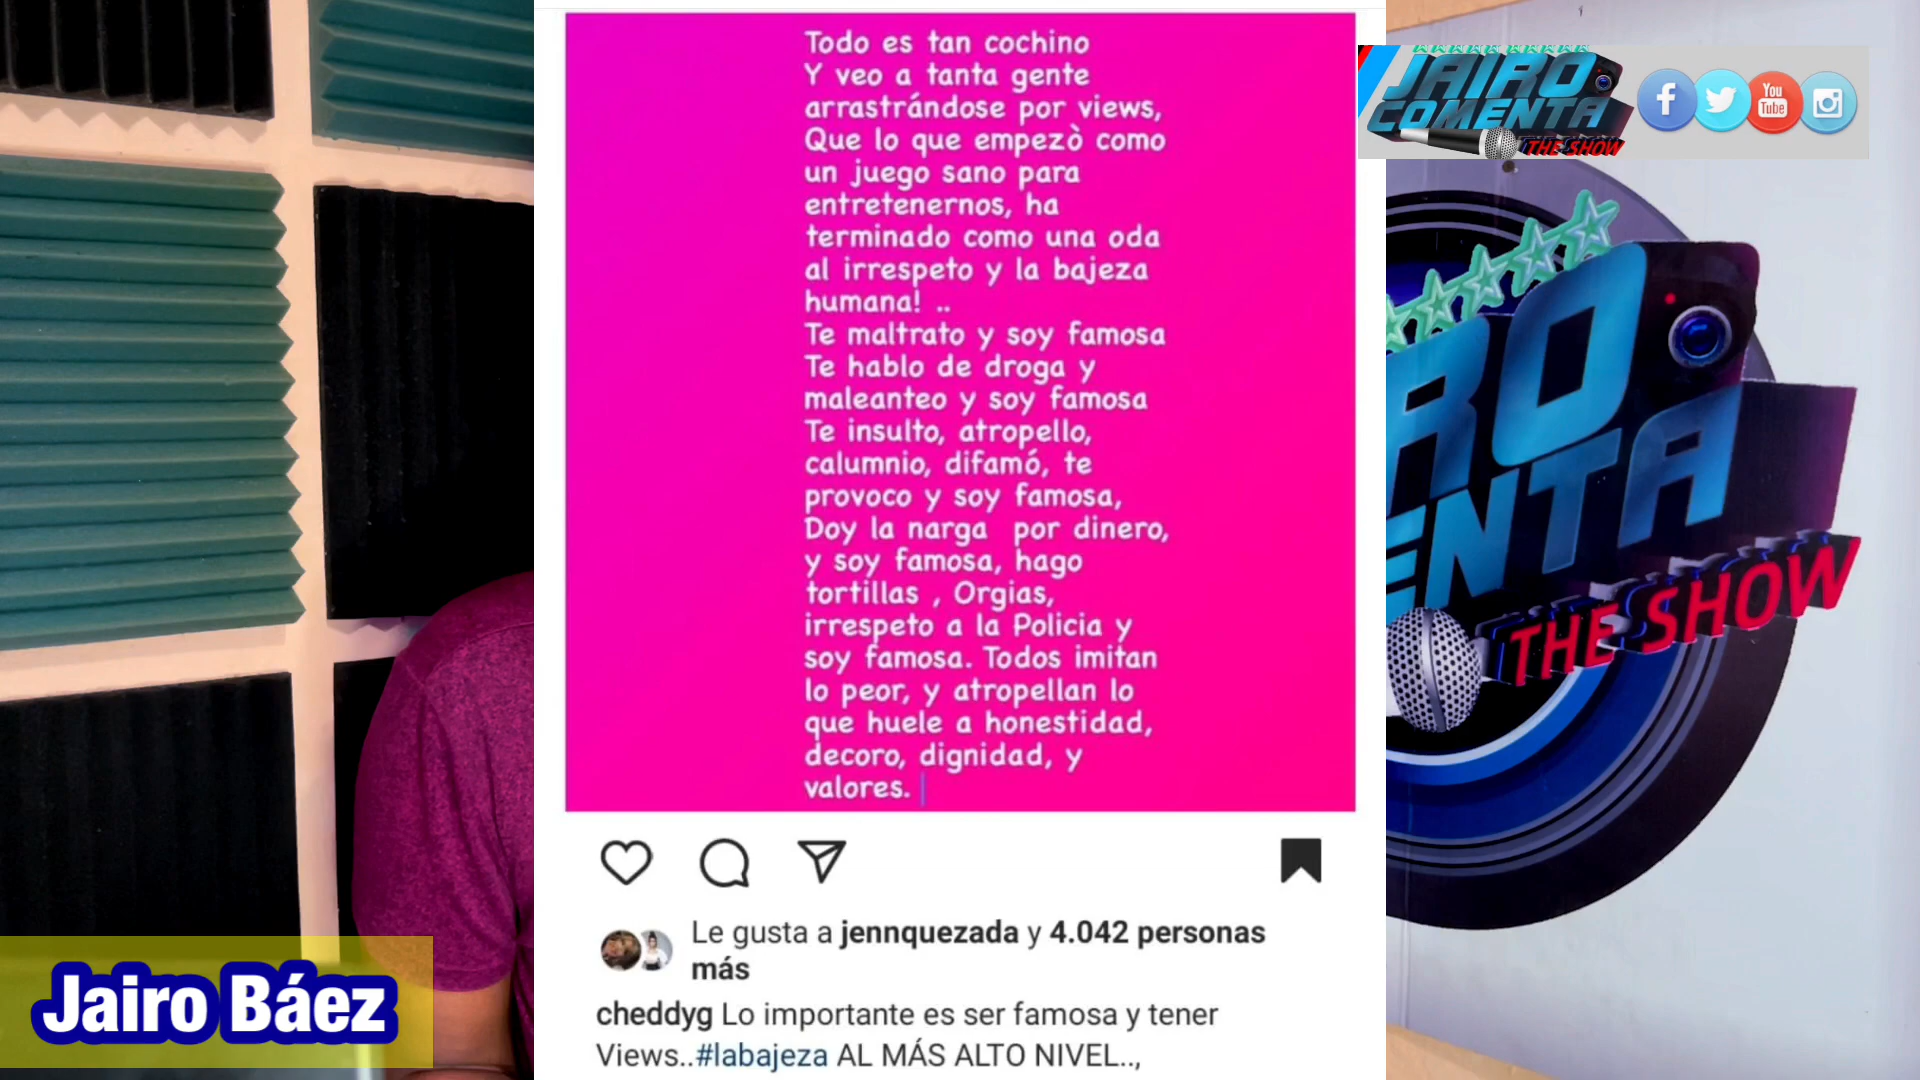 Todo es tan cochino
Y veo a tanta gente
arrastrándose por views,
Que lo que empezò como
un juego sano para
entretenernos, ha
terminado como una oda
al irrespeto y la bajeza
humana! ..
Te maltrato y soy famosa
Te hablo de droga y
maleanteo y soy famosa
Te insulto, atropello,
calumnio, difamó, te
provoco y soy famosa,
Doy la narga  por dinero,
y soy famosa, hago
tortillas , Orgias,
irrespeto a la Policia y
soy famosa. Todos imitan
lo peor, y atropellan lo
que huele a honestidad,
decoro, dignidad, y
valores.
Le gusta a jennquezada y 4.042 personas
más
cheddyg Lo importante es ser famosa y tener
Views..#labajeza AL MÁS ALTO NIVEL..,
JAIRO
COMENTA
THE SHOW
You
Tube
RO
ENTA
THE SHOW
Jairo Báez